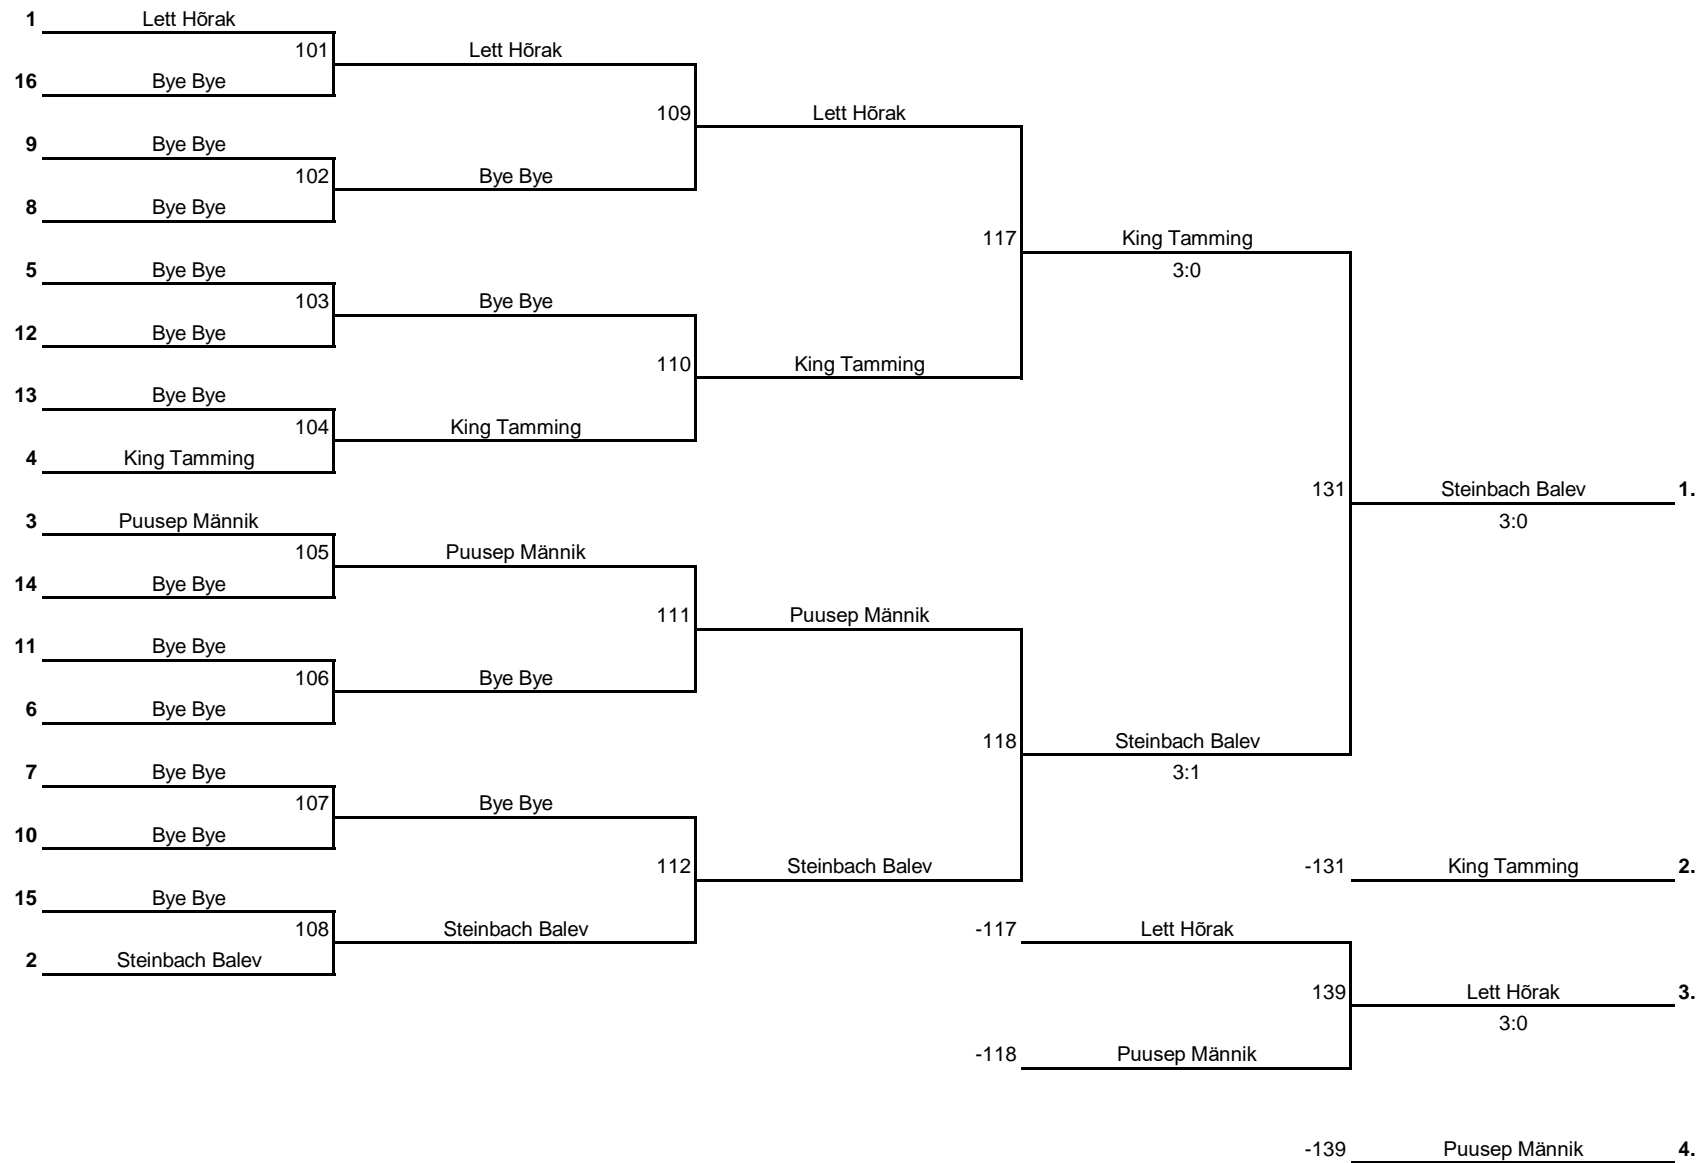 1 Lett Hõrak
101 Lett Hõrak
16 Bye Bye
109 Lett Hõrak
9 Bye Bye
102 Bye Bye
8 Bye Bye
117 King Tamming
3:0
5 Bye Bye
103 Bye Bye
12 Bye Bye
110 King Tamming
13 Bye Bye
104 King Tamming
4 King Tamming
131 Steinbach Balev 1.
3:0
3 Puusep Männik
105 Puusep Männik
14 Bye Bye
111 Puusep Männik
11 Bye Bye
106 Bye Bye
6 Bye Bye
118 Steinbach Balev
3:1
7 Bye Bye
107 Bye Bye
10 Bye Bye
112 Steinbach Balev
-131 King Tamming 2.
15 Bye Bye
108 Steinbach Balev
-117 Lett Hõrak
2 Steinbach Balev
139 Lett Hõrak 3.
3:0
-118 Puusep Männik
-139 Puusep Männik 4.